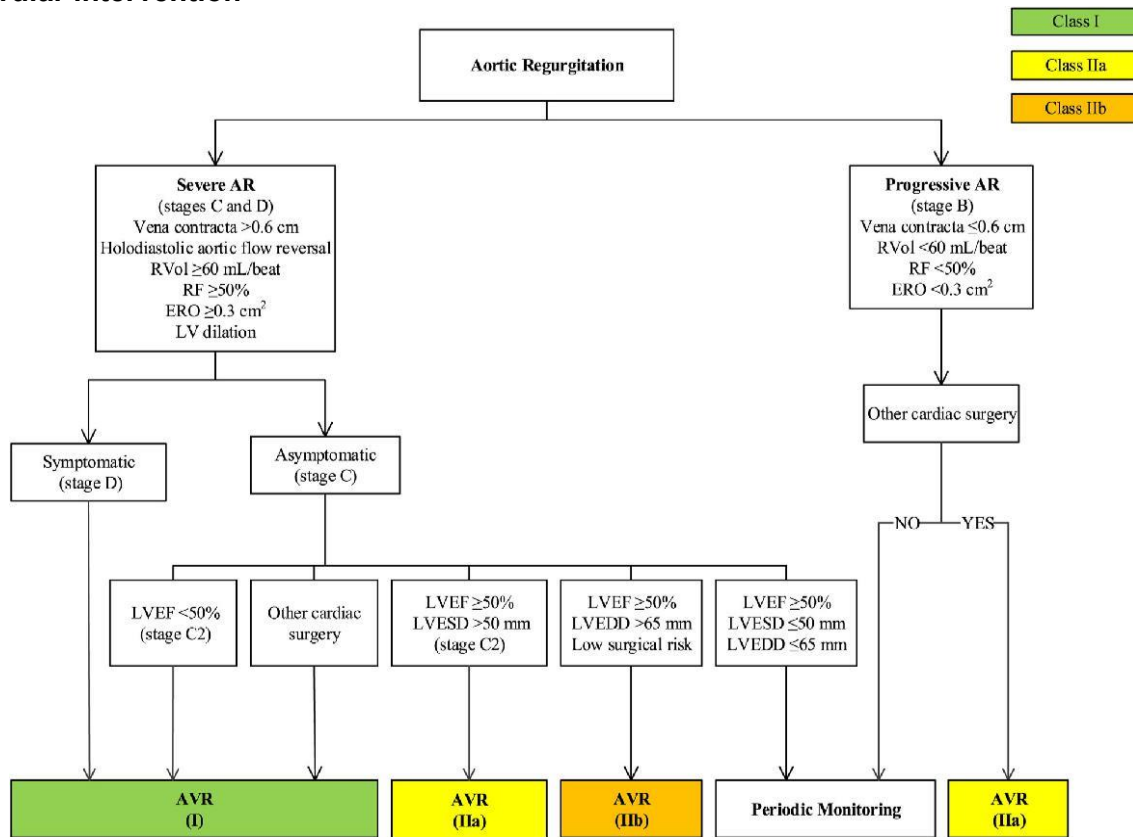 Class I
Class IIa
Class IIb
Aortic Regurgitation
Severe AR
(stages C and D)
Vena contracta >0.6 cm
Holodiastolic aortic flow reversal
RVol ≥60 mL/beat
RF ≥50%
ERO ≥0.3 cm²
LV dilation
Progressive AR
(stage B)
Vena contracta ≤0.6 cm
RVol <60 mL/beat
RF <50%
ERO <0.3 cm²
Symptomatic
(stage D)
Asymptomatic
(stage C)
Other cardiac surgery
NO YES
LVEF <50%
(stage C2)
Other cardiac
surgery
LVEF ≥50%
LVESD >50 mm
(stage C2)
LVEF ≥50%
LVEDD >65 mm
Low surgical risk
LVEF ≥50%
LVESD ≤50 mm
LVEDD ≤65 mm
AVR
(I)
AVR
(IIa)
AVR
(IIb)
Periodic Monitoring
AVR
(IIa)